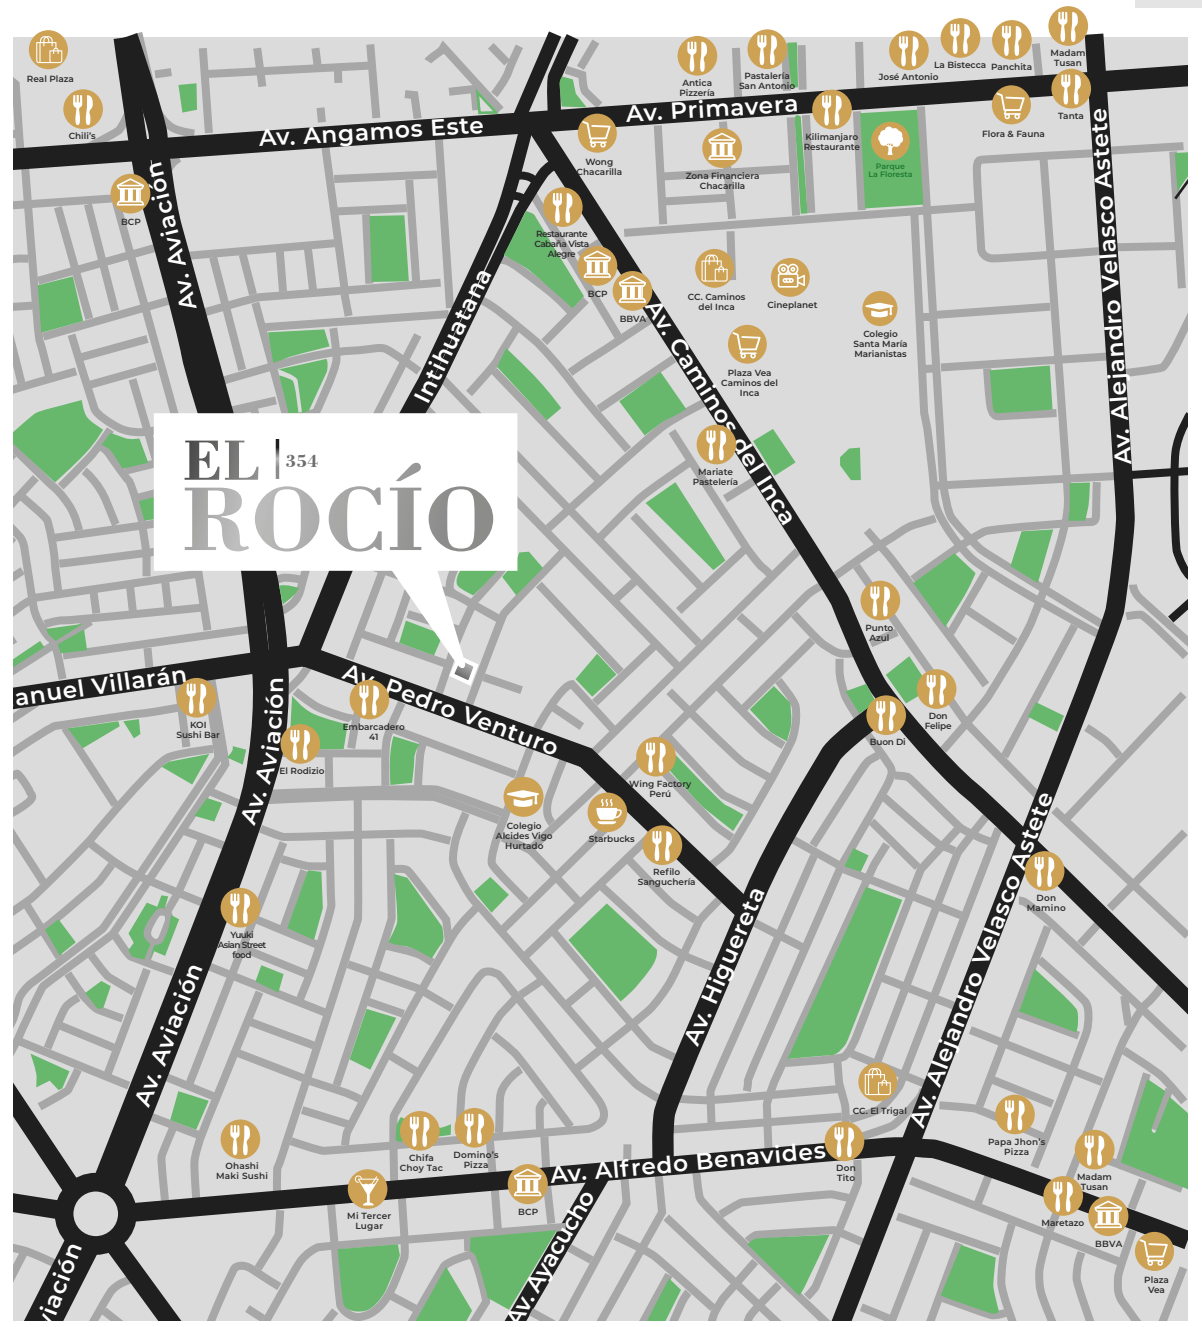 Real Plaza
Chili's
BCP
Antica
Pizzería
Pastalería
San Antonio
José Antonio
La Bistecca
Panchita
Madam
Tusan
Tanta
Flora & Fauna
Kilimanjaro
Restaurante
Parque
La Floresta
Av. Angamos Este
Av. Primavera
Wong
Chacarilla
Zona Financiera
Chacarilla
Av. Aviación
Av. Alejandro Velasco Astete
Restaurante
Cabaña Vista
Alegre
BCP
BBVA
CC. Caminos
del Inca
Cineplanet
Colegio
Santa María
Marianistas
Plaza Vea
Caminos del
Inca
Intihuatana
Av. Caminos del Inca
Av. Alejandro Velasco Astete
Mariate
Pastelería
EL 354
ROCÍO
Punto
Azul
Don
Felipe
Buon Di
anuel Villarán
KOI
Sushi Bar
Av. Pedro Venturo
Embarcadero
41
El Rodizio
Av. Aviación
Wing Factory
Perú
Colegio
Alcides Vigo
Hurtado
Starbucks
Refilo
Sanguchería
Don
Mamino
Yuuki
Asian Street
food
Av. Higuereta
Av. Alejandro Velasco Astete
Av. Aviación
CC. El Trigal
Papa Jhon's
Pizza
Ohashi
Maki Sushi
Chifa
Choy Tac
Domino's
Pizza
Av. Alfredo Benavides
Don
Tito
Madam
Tusan
Mi Tercer
Lugar
BCP
Maretazo
BBVA
Plaza
Vea
Av. Ayacucho
viación